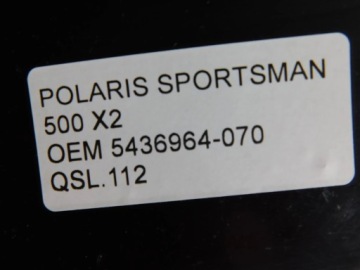 POLARIS SPORTSMAN
500 X2
OEM 5436964-070
QSL.112